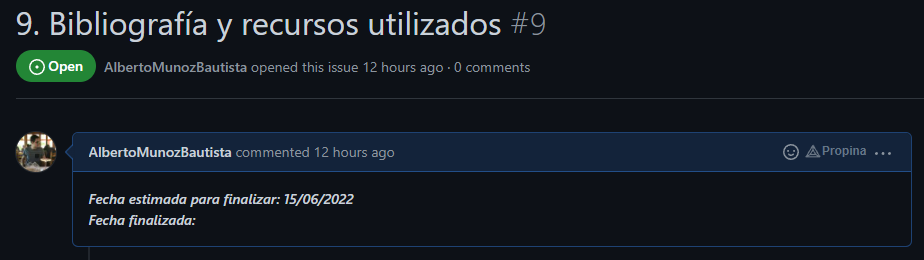 9. Bibliografía y recursos utilizados #9
Open AlbertoMunozBautista opened this issue 12 hours ago · 0 comments
AlbertoMunozBautista commented 12 hours ago Propina ...
Fecha estimada para finalizar: 15/06/2022
Fecha finalizada: